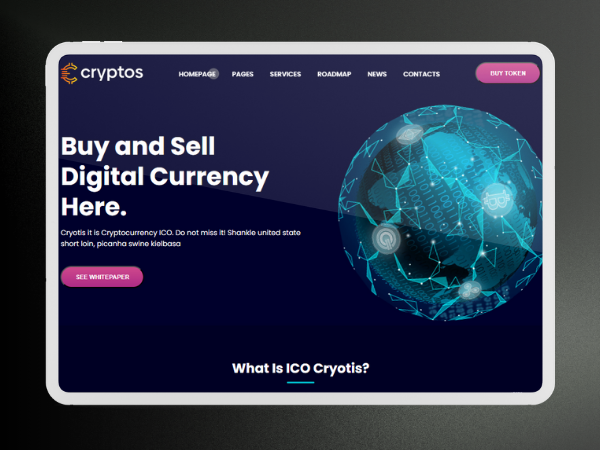 cryptos
HOMEPAGE PAGES SERVICES ROADMAP NEWS CONTACTS
BUY TOKEN
Buy and Sell
Digital Currency
Here.
Cryotis it is Cryptocurrency ICO. Do not miss it! Shankle united state
short loin, picanha swine kielbasa
SEE WHITEPAPER
What Is ICO Cryotis?